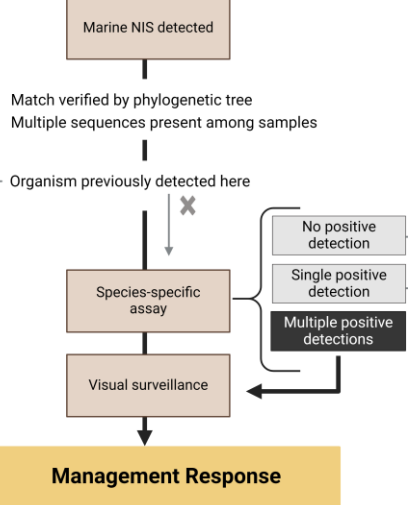 Marine NIS detected
Match verified by phylogenetic tree
Multiple sequences present among samples
Organism previously detected here
No positive
detection
Species-specific
assay
Single positive
detection
Multiple positive
detections
Visual surveillance
Management Response